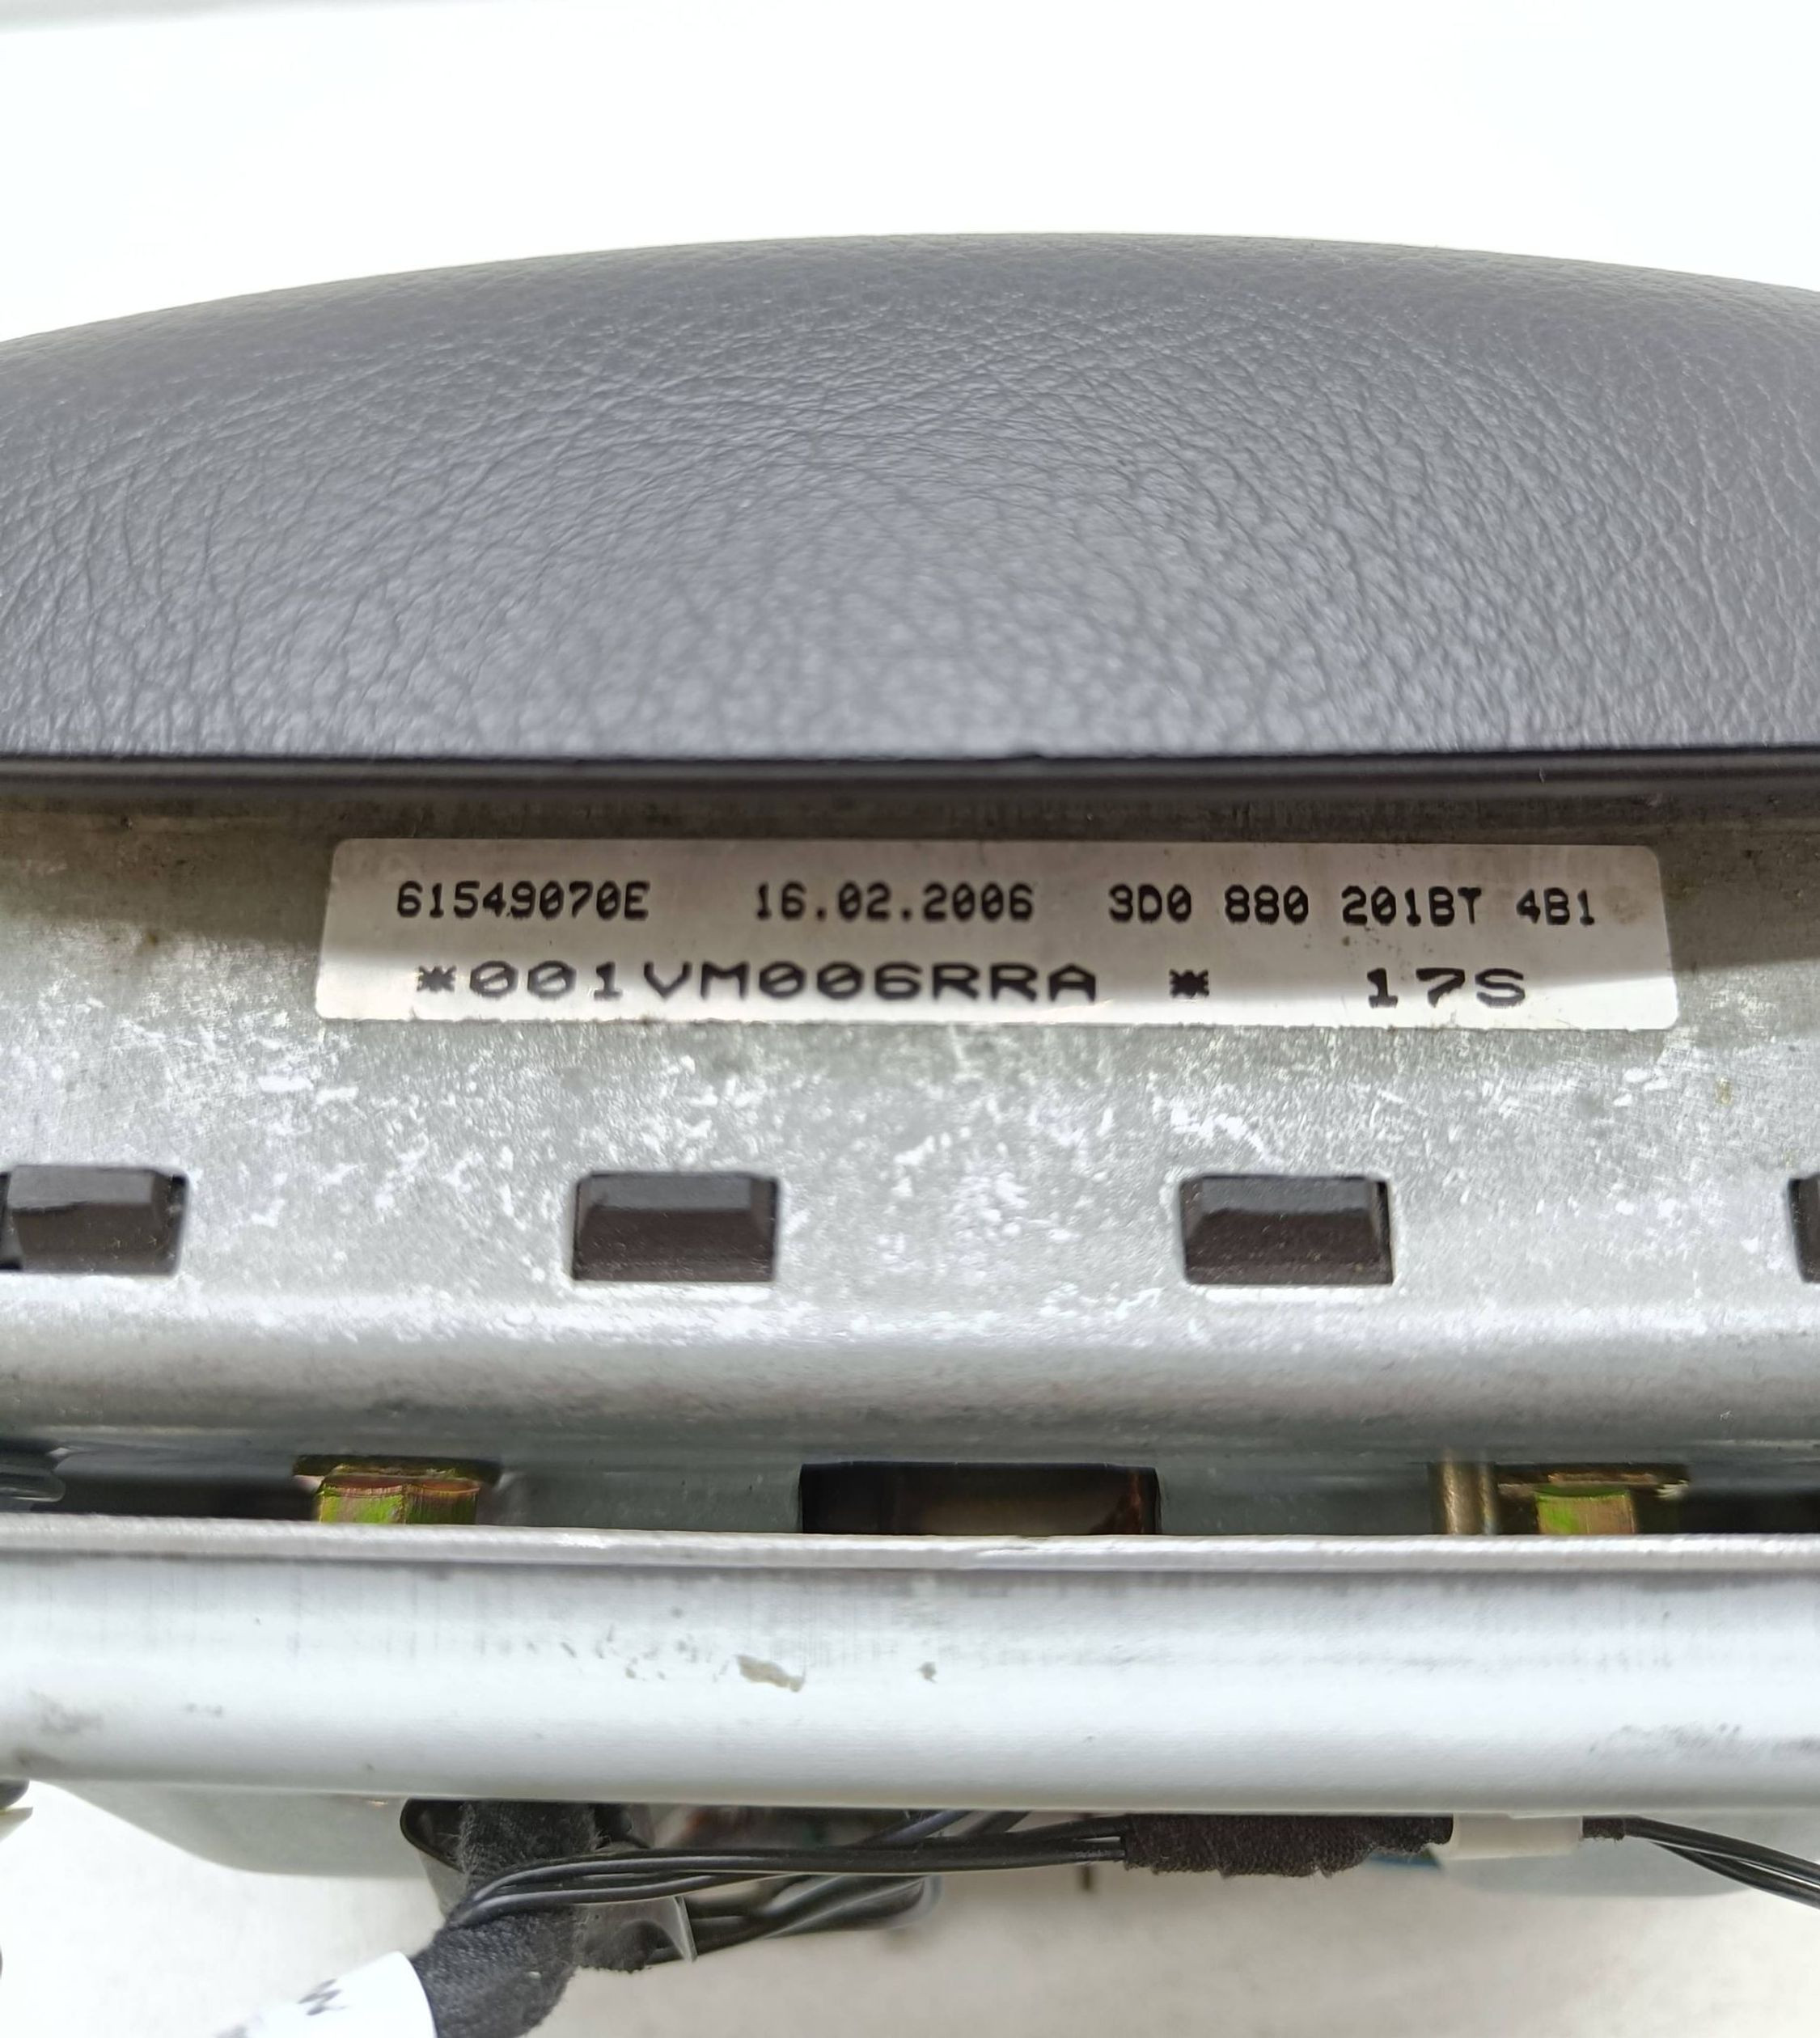 61549070E 16.02.2006 3D0 880 201BT 4B1
*001VM006RRA * 17S